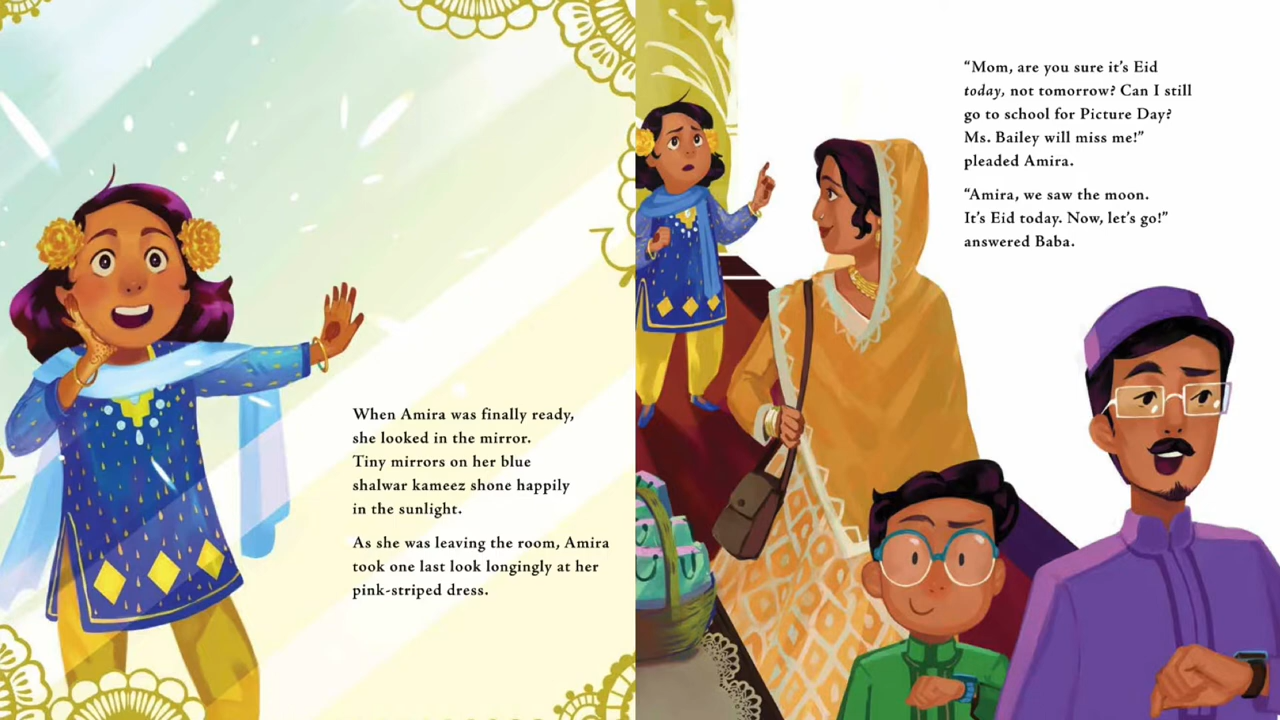 When Amira was finally ready,
she looked in the mirror.
Tiny mirrors on her blue
shalwar kameez shone happily
in the sunlight.
As she was leaving the room, Amira
took one last look longingly at her
pink-striped dress.
“Mom, are you sure it’s Eid
today, not tomorrow? Can I still
go to school for Picture Day?
Ms. Bailey will miss me!”
pleaded Amira.
“Amira, we saw the moon.
It’s Eid today. Now, let’s go!”
answered Baba.